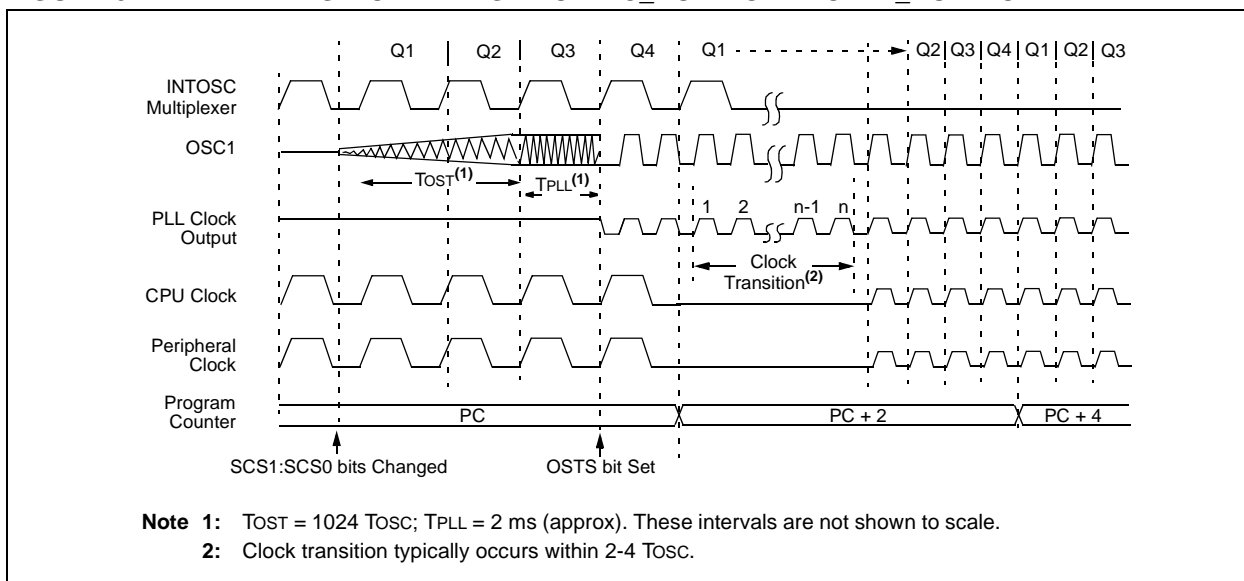 Q1 Q2 Q3 Q4 Q1 Q2 Q3 Q4 Q1 Q2 Q3
INTOSC
Multiplexer
OSC1
TOST(1)
TPLL(1)
1 2 n-1 n
PLL Clock
Output
Clock
Transition(2)
CPU Clock
Peripheral
Clock
Program
Counter
PC PC + 2 PC + 4
SCS1:SCS0 bits Changed OSTS bit Set
Note 1: TOST = 1024 TOSC; TPLL = 2 ms (approx). These intervals are not shown to scale.
2: Clock transition typically occurs within 2-4 TOSC.